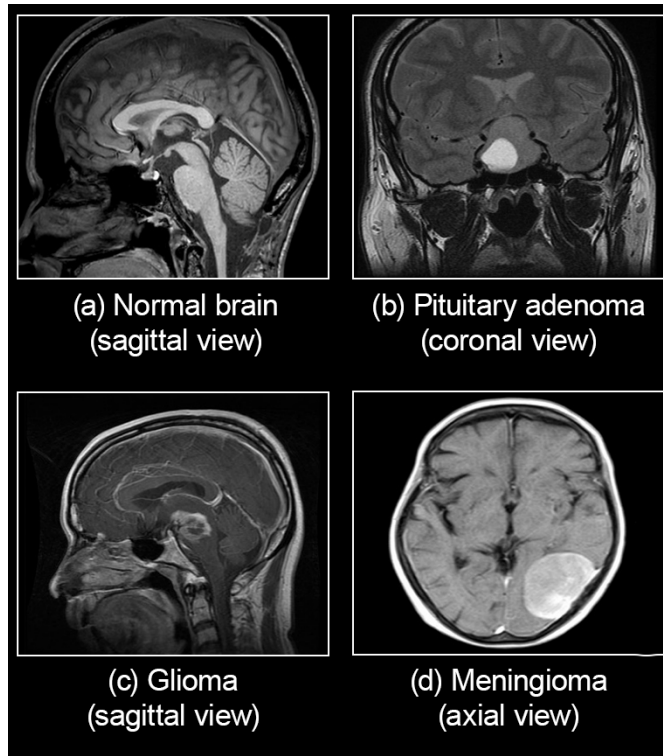 (a) Normal brain
(sagittal view)
(b) Pituitary adenoma
(coronal view)
(c) Glioma
(sagittal view)
(d) Meningioma
(axial view)